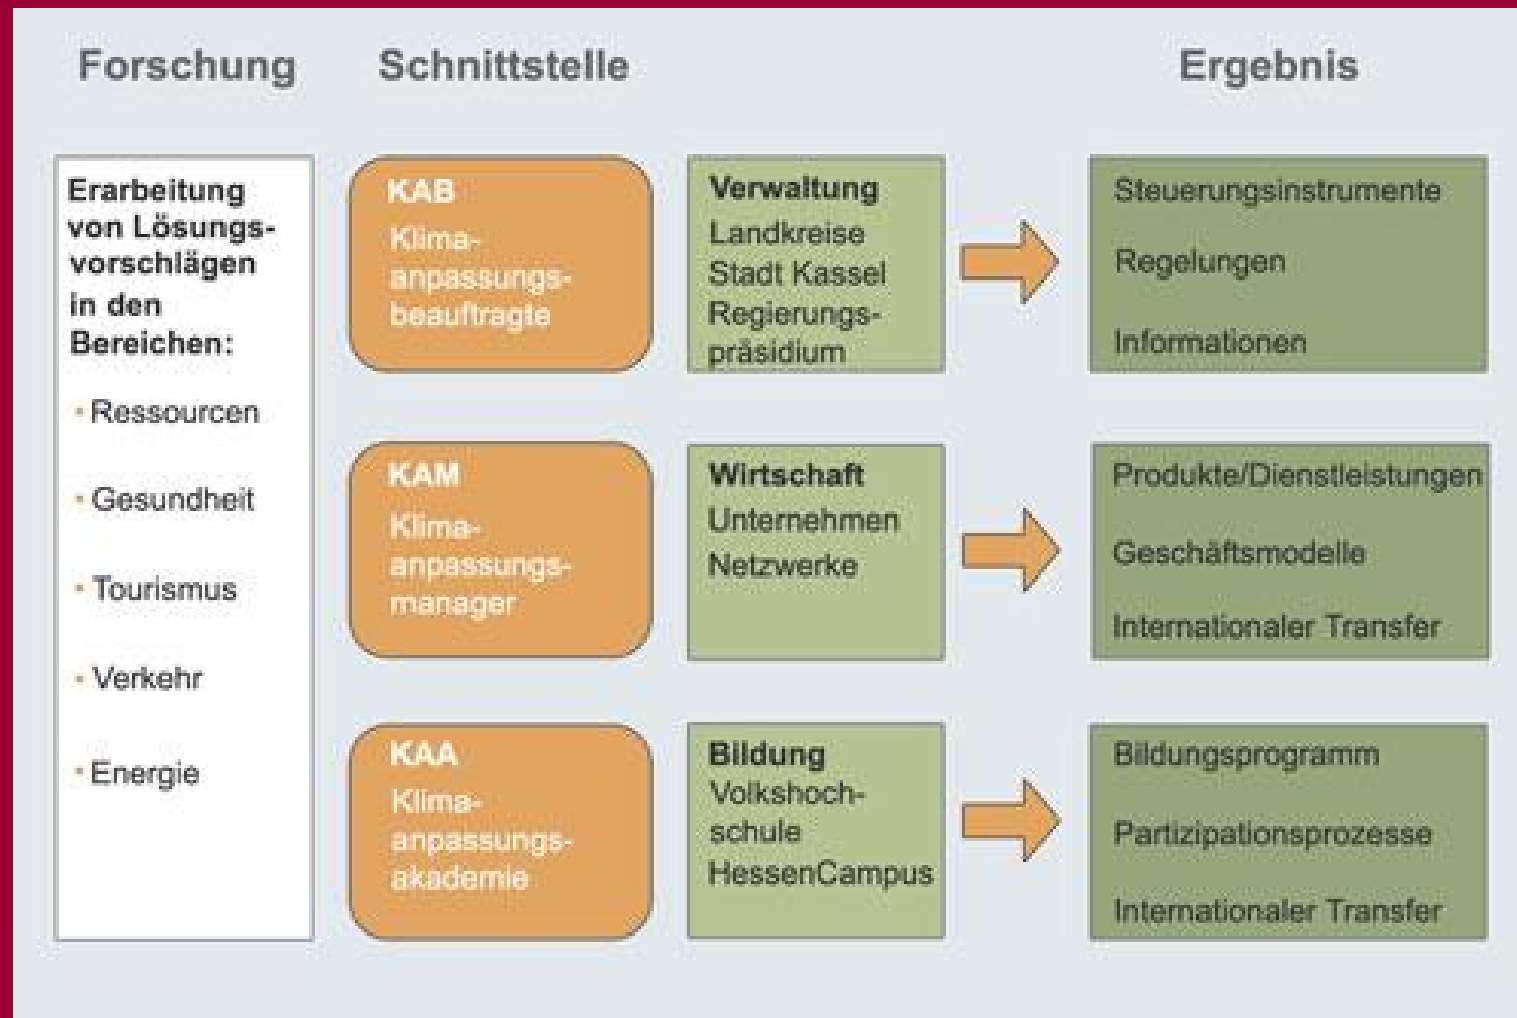 Forschung
Schnittstelle
Ergebnis
Erarbeitung
von Lösungs-
vorschlägen
in den
Bereichen:
• Ressourcen
• Gesundheit
• Tourismus
• Verkehr
• Energie
KAB
Klima-
anpassungs-
beauftragte
Verwaltung
Landkreise
Stadt Kassel
Regierungs-
präsidium
Steuerungsinstrumente
Regelungen
Informationen
KAM
Klima-
anpassungs-
manager
Wirtschaft
Unternehmen
Netzwerke
Produkte/Dienstleistungen
Geschäftsmodelle
Internationaler Transfer
KAA
Klima-
anpassungs-
akademie
Bildung
Volkshoch-
schule
HessenCampus
Bildungsprogramm
Partizipationsprozesse
Internationaler Transfer